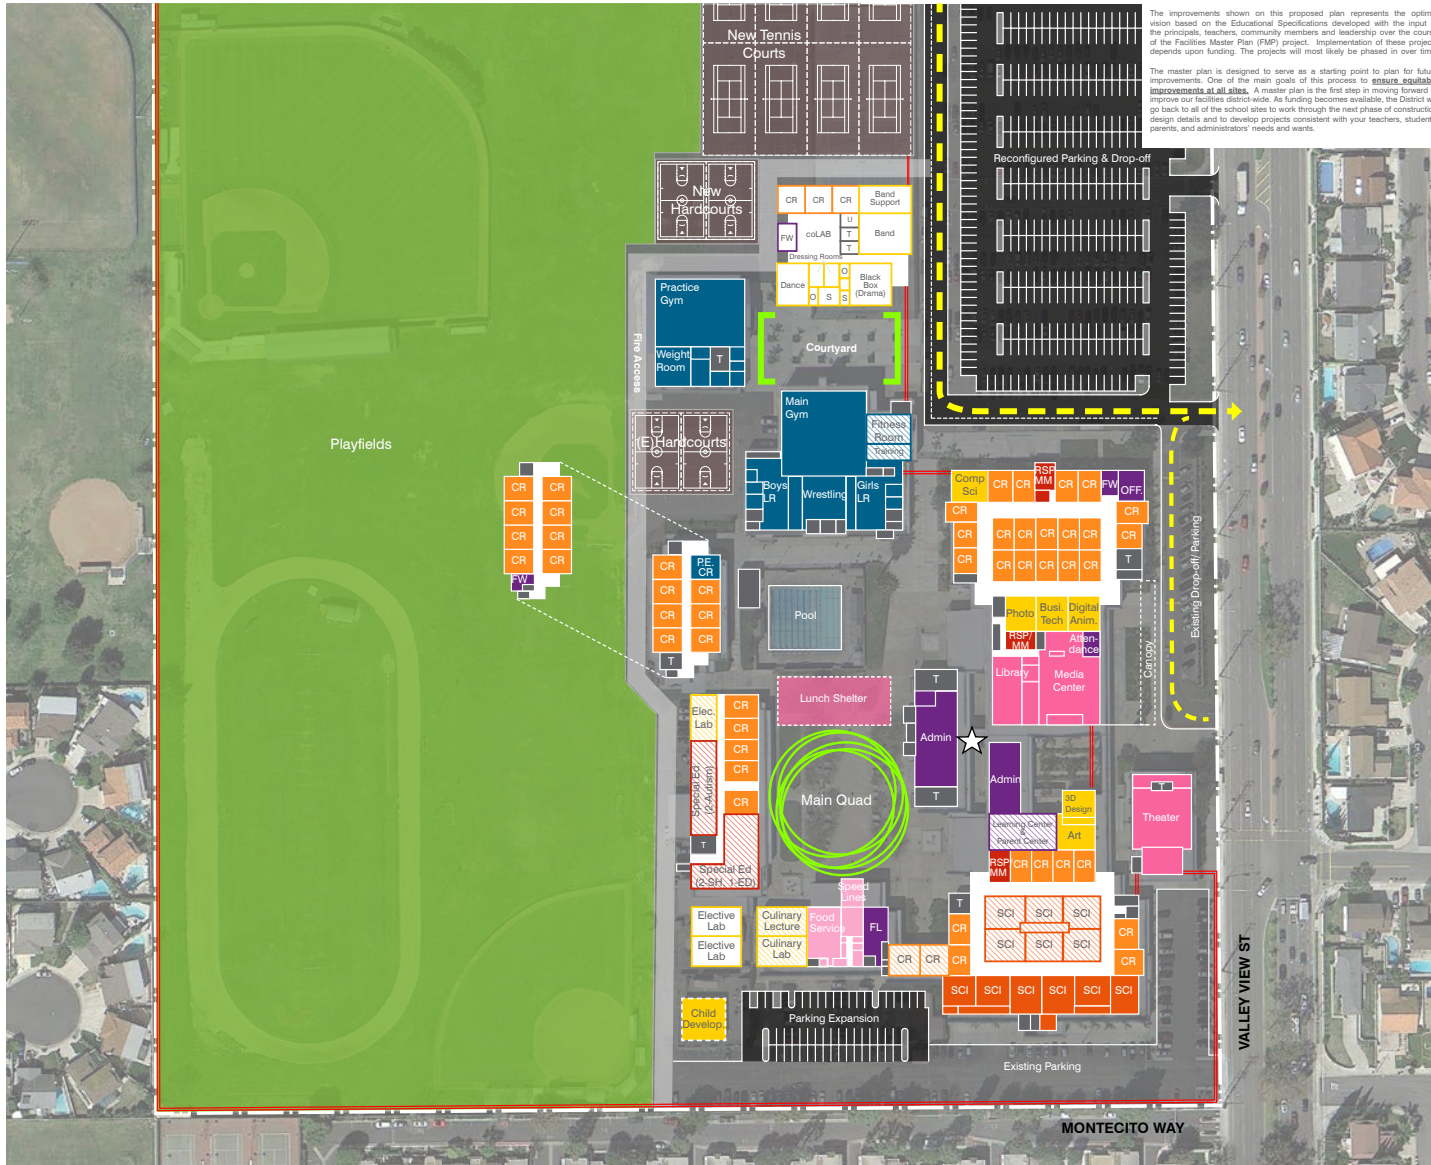 The improvements shown on this proposed plan represents the optim
vision based on the Educational Specifications developed with the input
the principals, teachers, community members and leadership over the cours
of the Facilities Master Plan (FMP) project. Implementation of these projec
depends upon funding. The projects will most likely be phased in over tim
The master plan is designed to serve as a starting point to plan for futu
improvements. One of the main goals of this process to ensure equitab
improvements at all sites. A master plan is the first step in moving forward
improve our facilities district-wide. As funding becomes available, the District w
go back to all of the school sites to work through the next phase of constructio
design details and to develop projects consistent with your teachers, student
parents, and administrators' needs and wants.
New Tennis
Courts
Reconfigured Parking & Drop-off
New
Hardcourts
CR CR CR
Band
Support
FW
coLAB
U
T
T
Band
Dressing Rooms
Dance
O
S
O
S
Black
Box
(Drama)
Practice
Gym
Weight
Room
T
Fire Access
Courtyard
Main
Gym
Fitness
Room
Training
(E) Hardcourts
Playfields
Boys
LR
Wrestling
Girls
LR
Comp
Sci
CR CR
RSP
MM
CR CR
FW
OFF.
CR
CR
CR
CR CR CR CR CR
CR CR CR CR CR
CR
CR
T
CR CR
CR CR
CR CR
CR CR
FW
CR
P.E.
CR
CR CR
CR CR
CR CR
T
Pool
Photo
Busi.
Tech
Digital
Anim.
RSP/
MM
Atten-
dance
Library
Media
Center
Canopy
Existing Drop-off/ Parking
Lunch Shelter
T
Admin
T
Elec.
Lab
CR
CR
CR
CR
CR
Special Ed
(2-Autism)
T
Special Ed
(2-SH, 1-ED)
Main Quad
Admin
3D
Design
Learning Center
Parent Center
Art
Theater
T
RSP
MM
CR CR CR CR
Speed
Lines
Elective
Lab
Elective
Lab
Culinary
Lecture
Culinary
Lab
Food
Service
FL
T
CR
CR CR CR
SCI SCI SCI
SCI SCI SCI
CR
CR
SCI SCI SCI SCI SCI SCI
Child
Develop.
Parking Expansion
Existing Parking
VALLEY VIEW ST
MONTECITO WAY